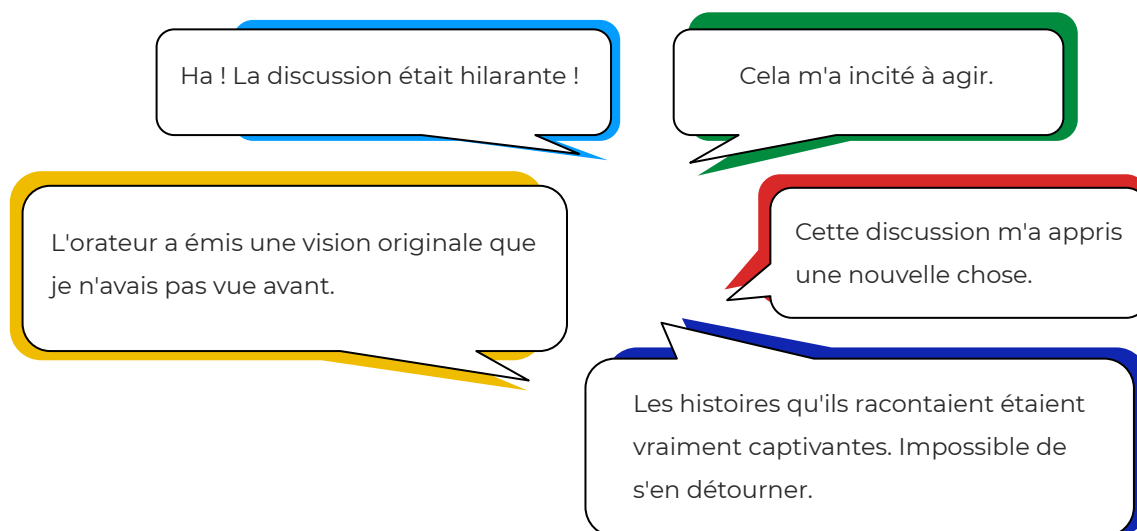 Ha ! La discussion était hilarante !
Cela m'a incité à agir.
L'orateur a émis une vision originale que
je n'avais pas vue avant.
Cette discussion m'a appris
une nouvelle chose.
Les histoires qu'ils racontaient étaient
vraiment captivantes. Impossible de
s'en détourner.